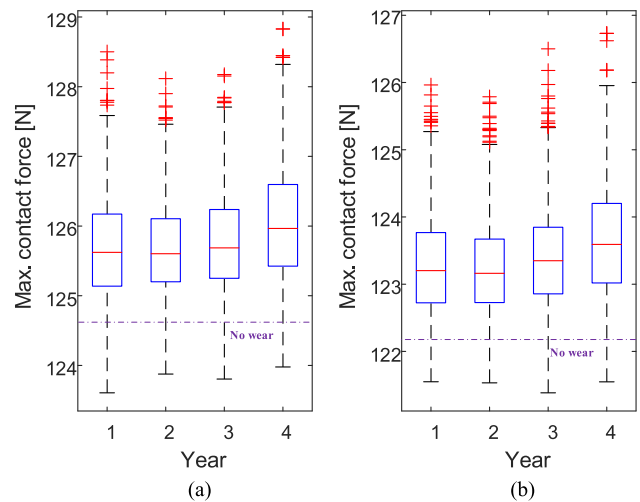 Max. contact force [N]
129
128
127
126
125
124
No wear
1 2 3 4
Year
(a)
Max. contact force [N]
127
126
125
124
123
122
No wear
1 2 3 4
Year
(b)